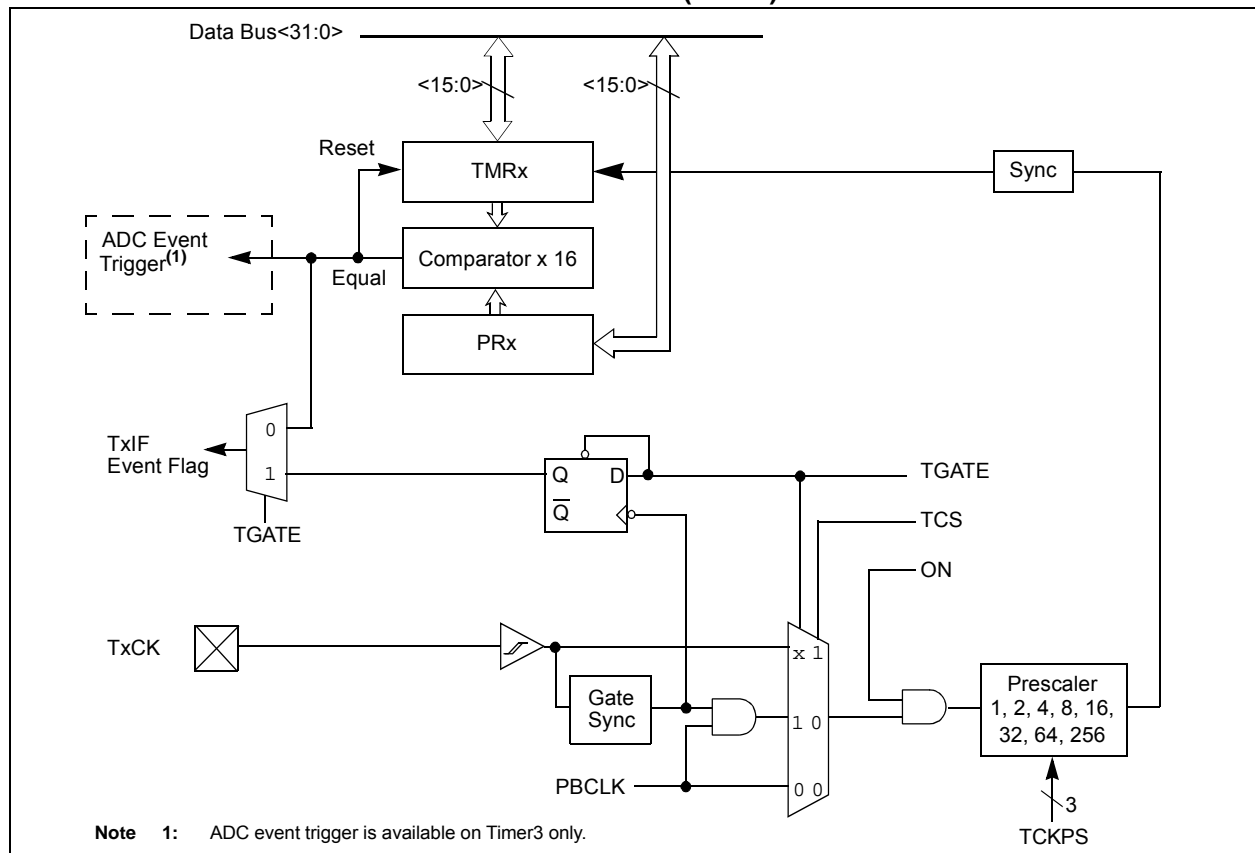 Data Bus<31:0>
<15:0>
<15:0>
Reset
TMRx
Sync
ADC Event
Trigger(1)
Equal
Comparator x 16
PRx
0
1
TxIF
Event Flag
TGATE
Q
D
Q
TGATE
TCS
ON
TxCK
x 1
Gate
Sync
1 0
PBCLK
0 0
Prescaler
1, 2, 4, 8, 16,
32, 64, 256
3
TCKPS
Note 1: ADC event trigger is available on Timer3 only.